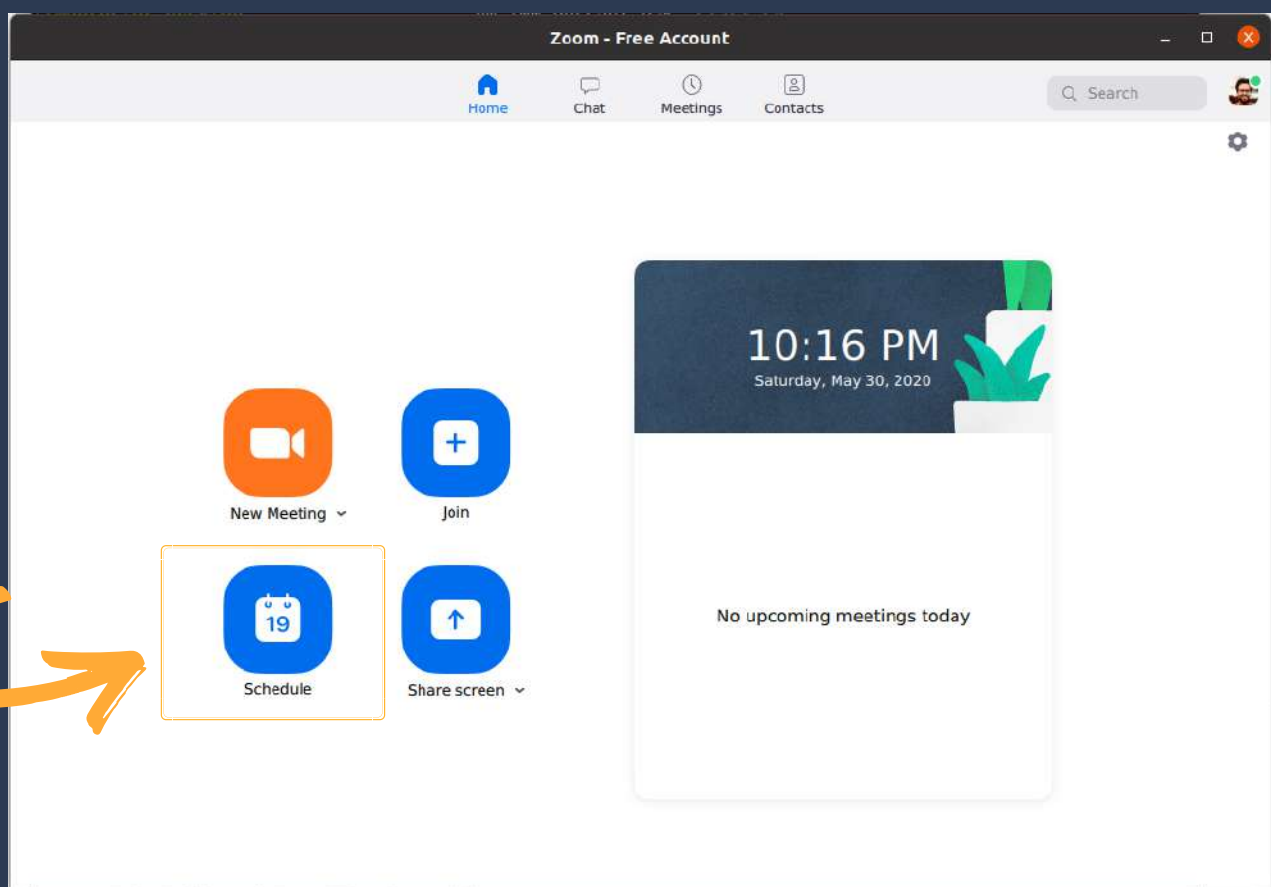 Zoom - Free Account
Home
Chat
Meetings
Contacts
Search
10:16 PM
Saturday, May 30, 2020
New Meeting
Join
19
Schedule
Share screen
No upcoming meetings today